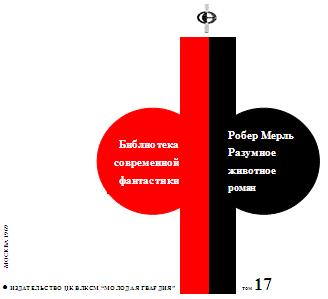 Библиотека
современной
фантастики
Робер Мерль
Разумное
животное
роман
МОСКВА 1969
ИЗДАТЕЛЬСТВО ЦК ВЛКСМ “МОЛОДАЯ ГВАРДИЯ”
том 17